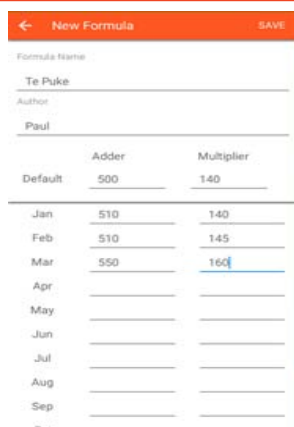 ← New Formula SAVE
Formula Name
Te Puke
Author
Paul
Adder Multiplier
Default 500 140
Jan 510 140
Feb 510 145
Mar 550 160
Apr
May
Jun
Jul
Aug
Sep